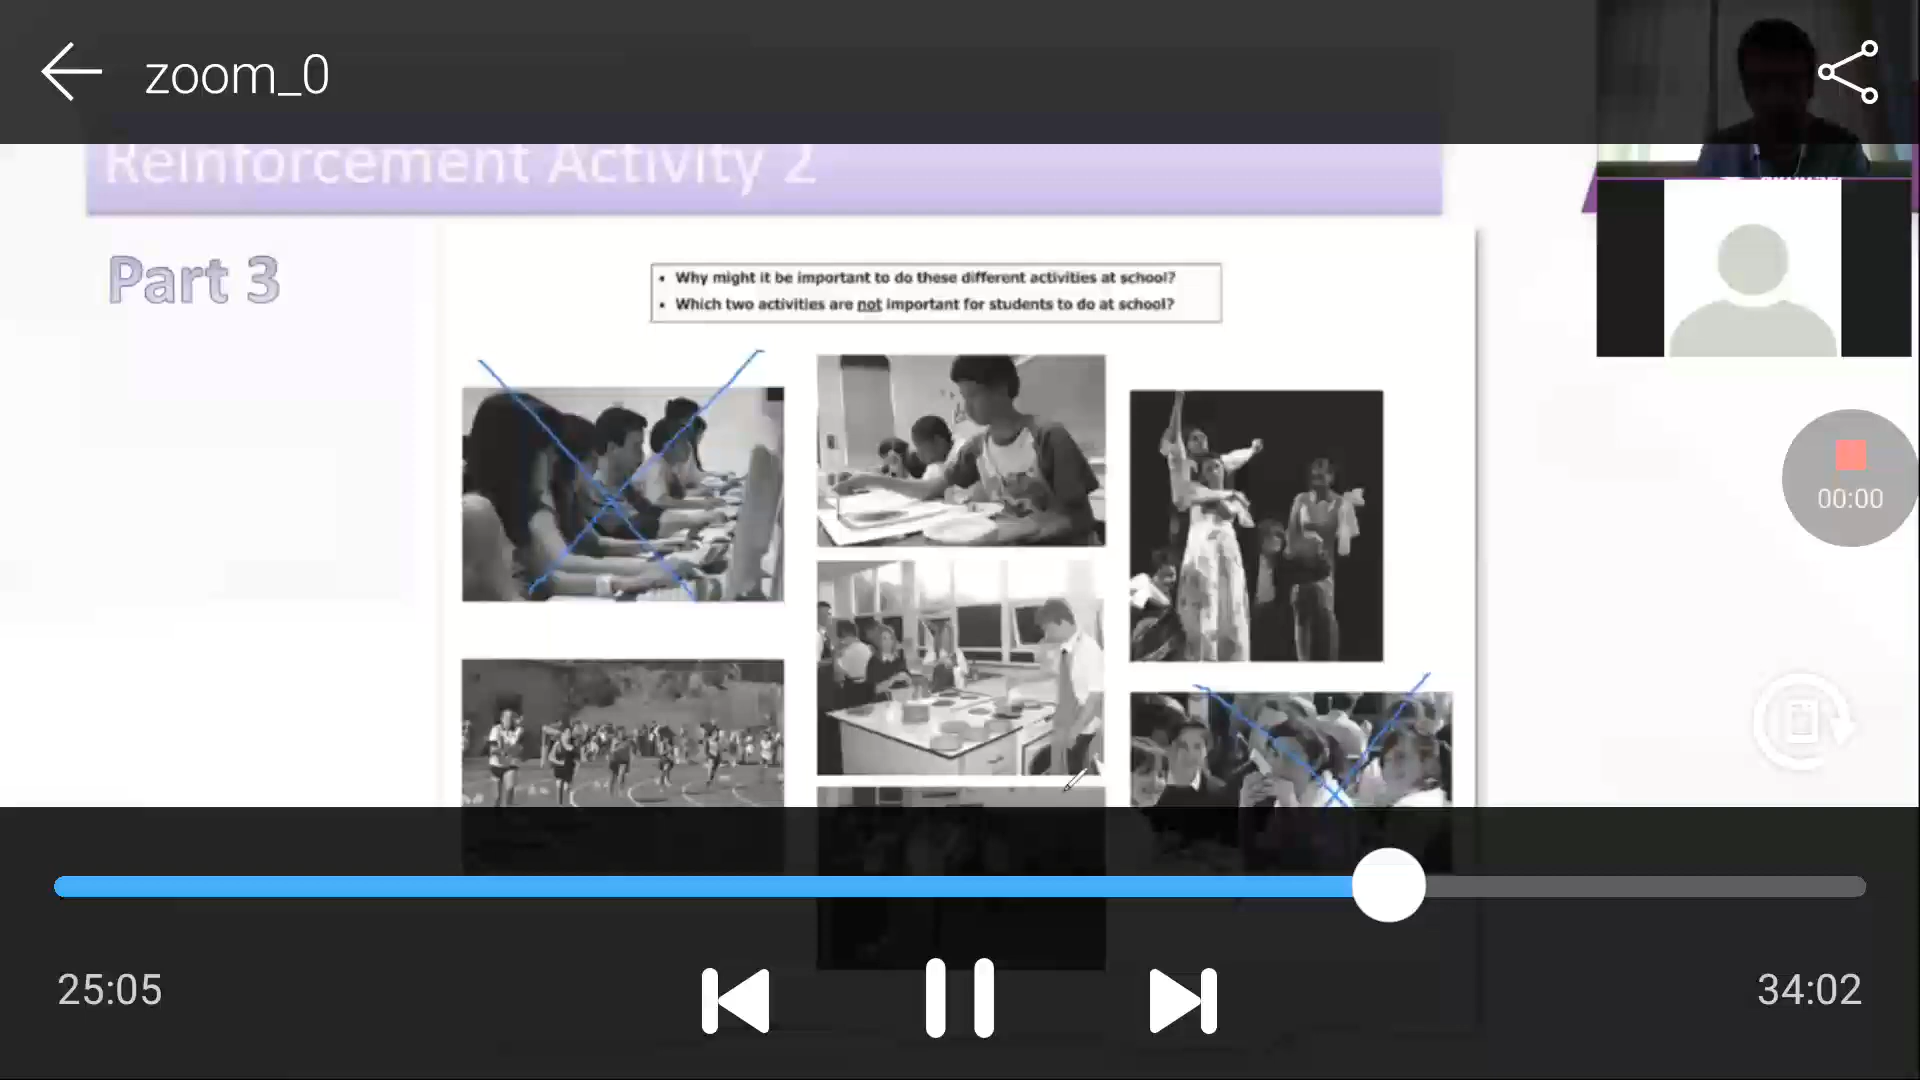 zoom_0
Reinforcement Activity 2
Part 3
• Why might it be important to do these different activities at school?
• Which two activities are not important for students to do at school?
00:00
25:05
34:02